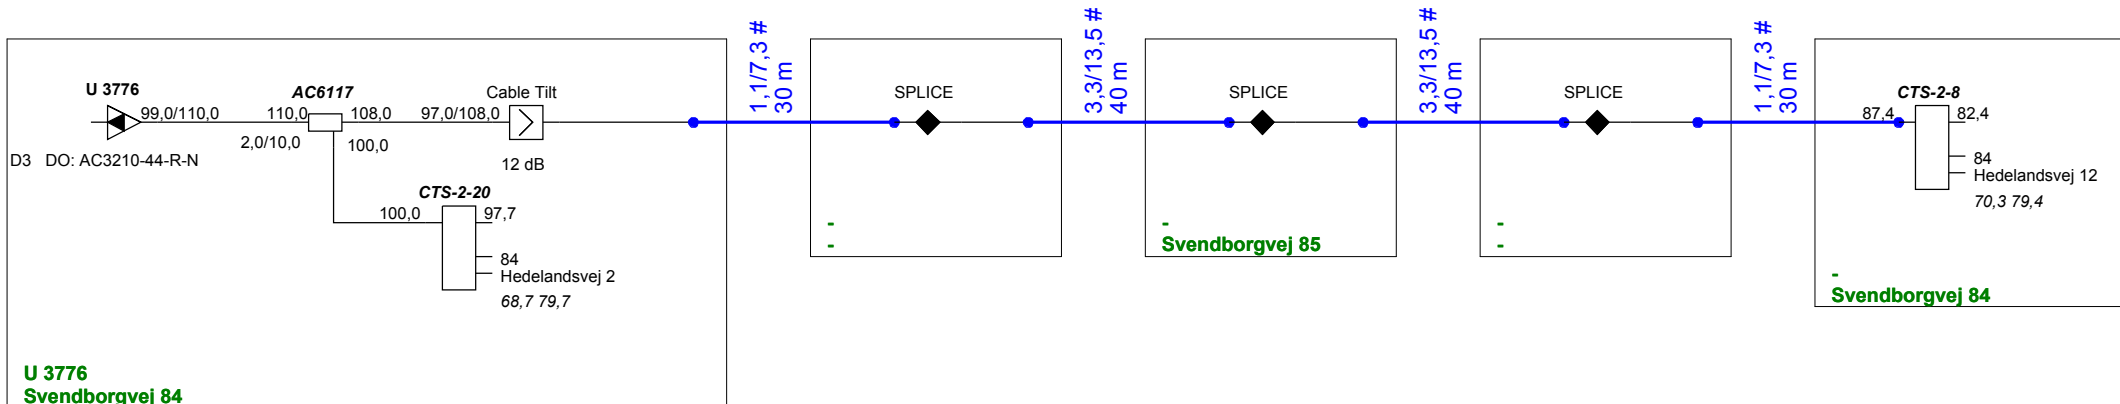 U 3776
99,0/110,0
D3 DO: AC3210-44-R-N
AC6117
110,0
108,0
2,0/10,0
100,0
97,0/108,0
Cable Tilt
12 dB
CTS-2-20
100,0
97,7
84
Hedelandsvej 2
68,7 79,7
U 3776
Svendborgvej 84
1,1/7,3 #
30 m
SPLICE
-
-
3,3/13,5 #
40 m
SPLICE
-
Svendborgvej 85
3,3/13,5 #
40 m
SPLICE
-
-
1,1/7,3 #
30 m
CTS-2-8
87,4
82,4
84
Hedelandsvej 12
70,3 79,4
-
Svendborgvej 84